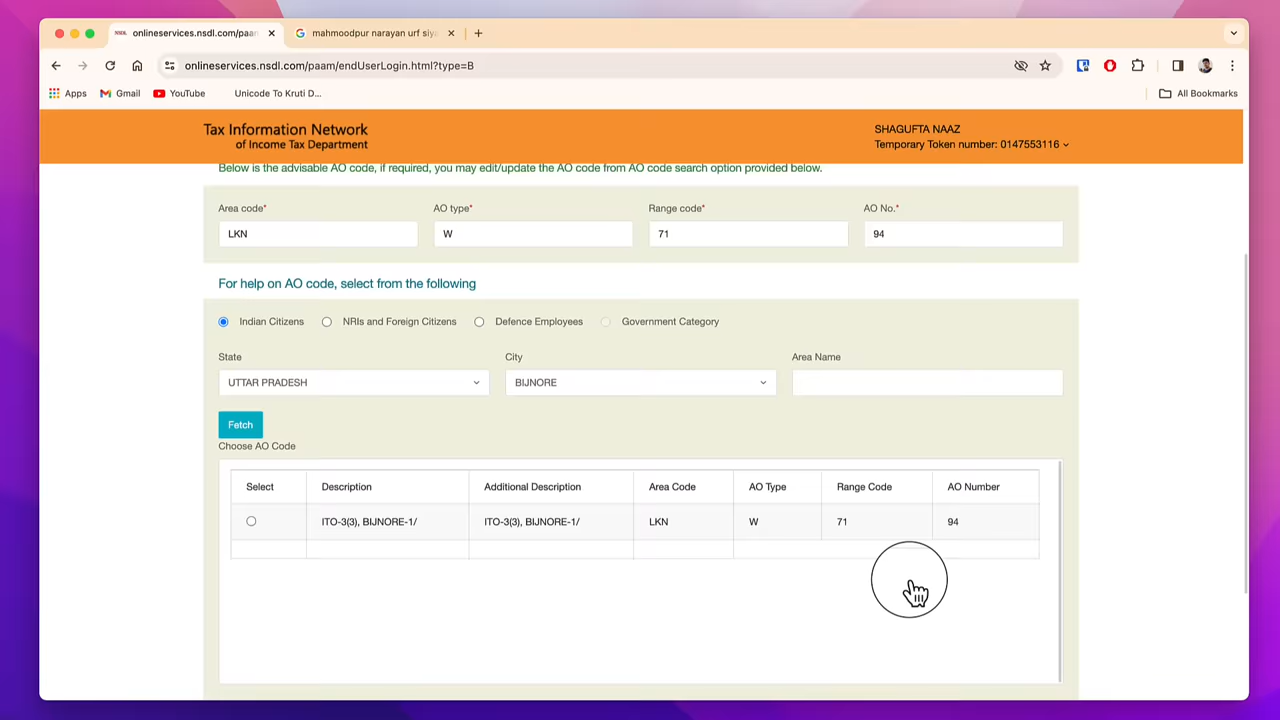 NSDL onlineservices.nsdl.com/paan
mahmoodpur narayan urf siya
onlineservices.nsdl.com/paam/endUserLogin.html?type=B
Apps Gmail YouTube Unicode To Kruti D... All Bookmarks
Tax Information Network
of Income Tax Department
SHAGUFTA NAAZ
Temporary Token number: 0147553116
Below is the advisable AO code, if required, you may edit/update the AO code from AO code search option provided below.
Area code* AO type* Range code* AO No.*
LKN W 71 94
For help on AO code, select from the following
Indian Citizens NRIs and Foreign Citizens Defence Employees Government Category
State City Area Name
UTTAR PRADESH BIJNORE
Fetch
Choose AO Code
Select Description Additional Description Area Code AO Type Range Code AO Number
ITO-3(3), BIJNORE-1/ ITO-3(3), BIJNORE-1/ LKN W 71 94